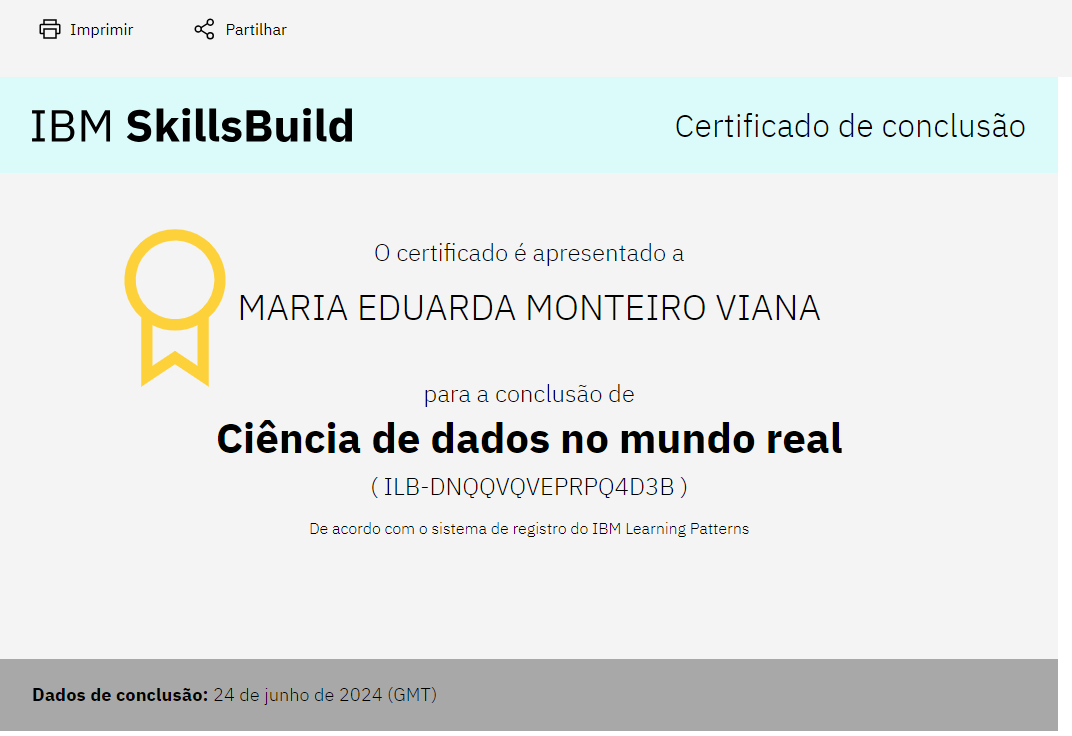 Imprimir Partilhar
IBM SkillsBuild Certificado de conclusão
O certificado é apresentado a
MARIA EDUARDA MONTEIRO VIANA
para a conclusão de
Ciência de dados no mundo real
( ILB-DNQQVQVEPRPQ4D3B )
De acordo com o sistema de registro do IBM Learning Patterns
Dados de conclusão: 24 de junho de 2024 (GMT)